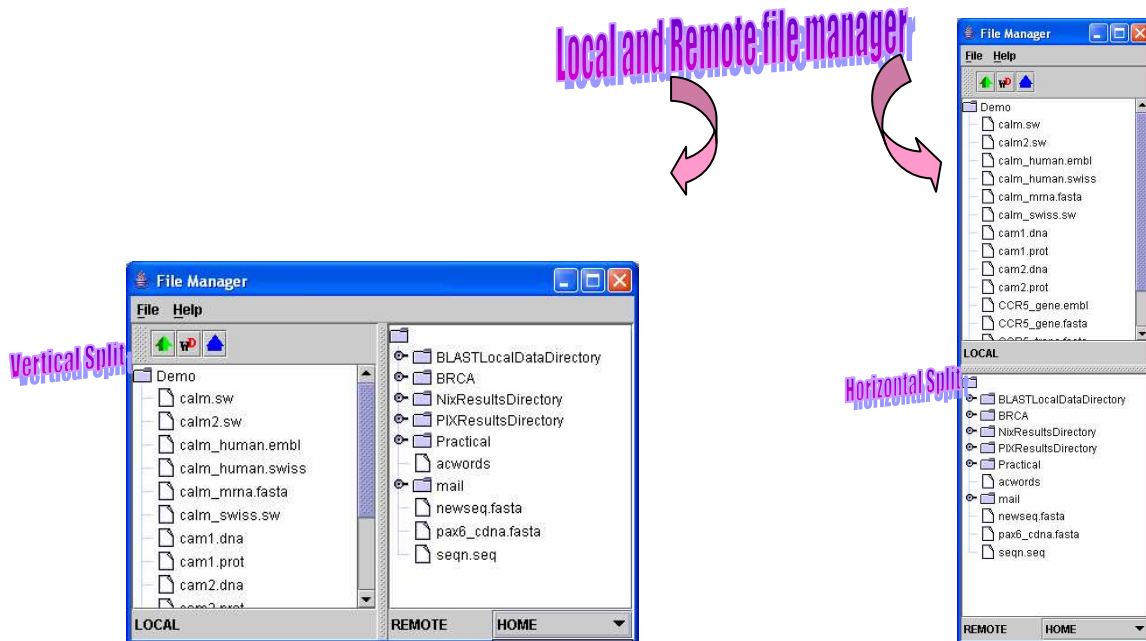 Local and Remote file manager
Vertical Split
File Manager
File Help
Demo
calm.sw
calm2.sw
calm_human.embl
calm_human.swiss
calm_mrna.fasta
calm_swiss.sw
cam1.dna
cam1.prot
cam2.dna
cam2.prot
LOCAL
BLASTLocalDataDirectory
BRCA
NixResultsDirectory
PIXResultsDirectory
Practical
acwords
mail
newseq.fasta
pax6_cdna.fasta
seqn.seq
REMOTE HOME
Horizontal Split
File Manager
File Help
Demo
calm.sw
calm2.sw
calm_human.embl
calm_human.swiss
calm_mrna.fasta
calm_swiss.sw
cam1.dna
cam1.prot
cam2.dna
cam2.prot
CCR5_gene.embl
CCR5_gene.fasta
LOCAL
BLASTLocalDataDirectory
BRCA
NixResultsDirectory
PIXResultsDirectory
Practical
acwords
mail
newseq.fasta
pax6_cdna.fasta
seqn.seq
REMOTE HOME